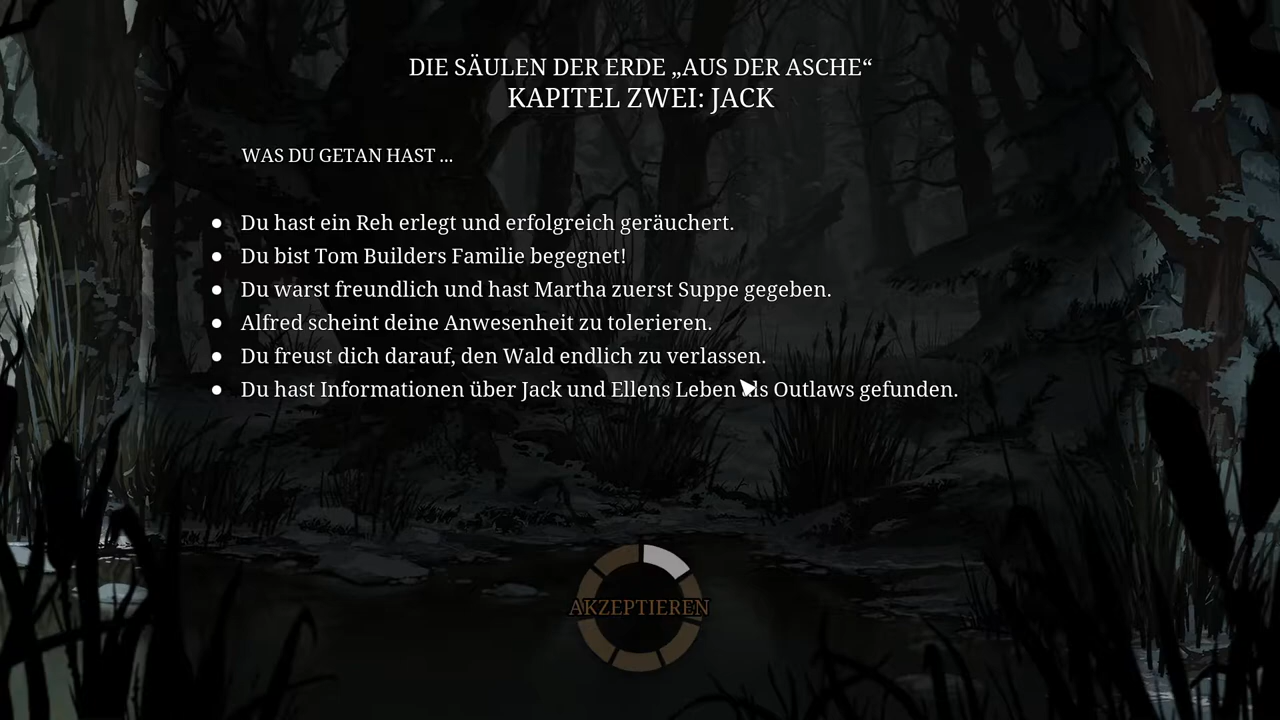 DIE SÄULEN DER ERDE „AUS DER ASCHE“
KAPITEL ZWEI: JACK
WAS DU GETAN HAST ...
● Du hast ein Reh erlegt und erfolgreich geräuchert.
● Du bist Tom Builders Familie begegnet!
● Du warst freundlich und hast Martha zuerst Suppe gegeben.
● Alfred scheint deine Anwesenheit zu tolerieren.
● Du freust dich darauf, den Wald endlich zu verlassen.
● Du hast Informationen über Jack und Ellens Leben als Outlaws gefunden.
AKZEPTIEREN